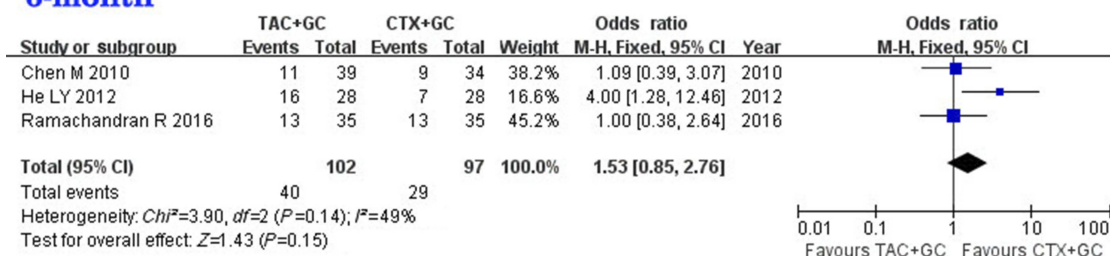 6-month
TAC+GC CTX+GC Odds ratio Odds ratio
Study or subgroup Events Total Events Total Weight M-H, Fixed, 95% CI Year M-H, Fixed, 95% CI
Chen M 2010 11 39 9 34 38.2% 1.09 [0.39, 3.07] 2010
He LY 2012 16 28 7 28 16.6% 4.00 [1.28, 12.46] 2012
Ramachandran R 2016 13 35 13 35 45.2% 1.00 [0.38, 2.64] 2016
Total (95% CI) 102 97 100.0% 1.53 [0.85, 2.76]
Total events 40 29
Heterogeneity: Chi²=3.90, df=2 (P=0.14); I²=49%
Test for overall effect: Z=1.43 (P=0.15)
0.01 0.1 1 10 100
Favours TAC+GC Favours CTX+GC